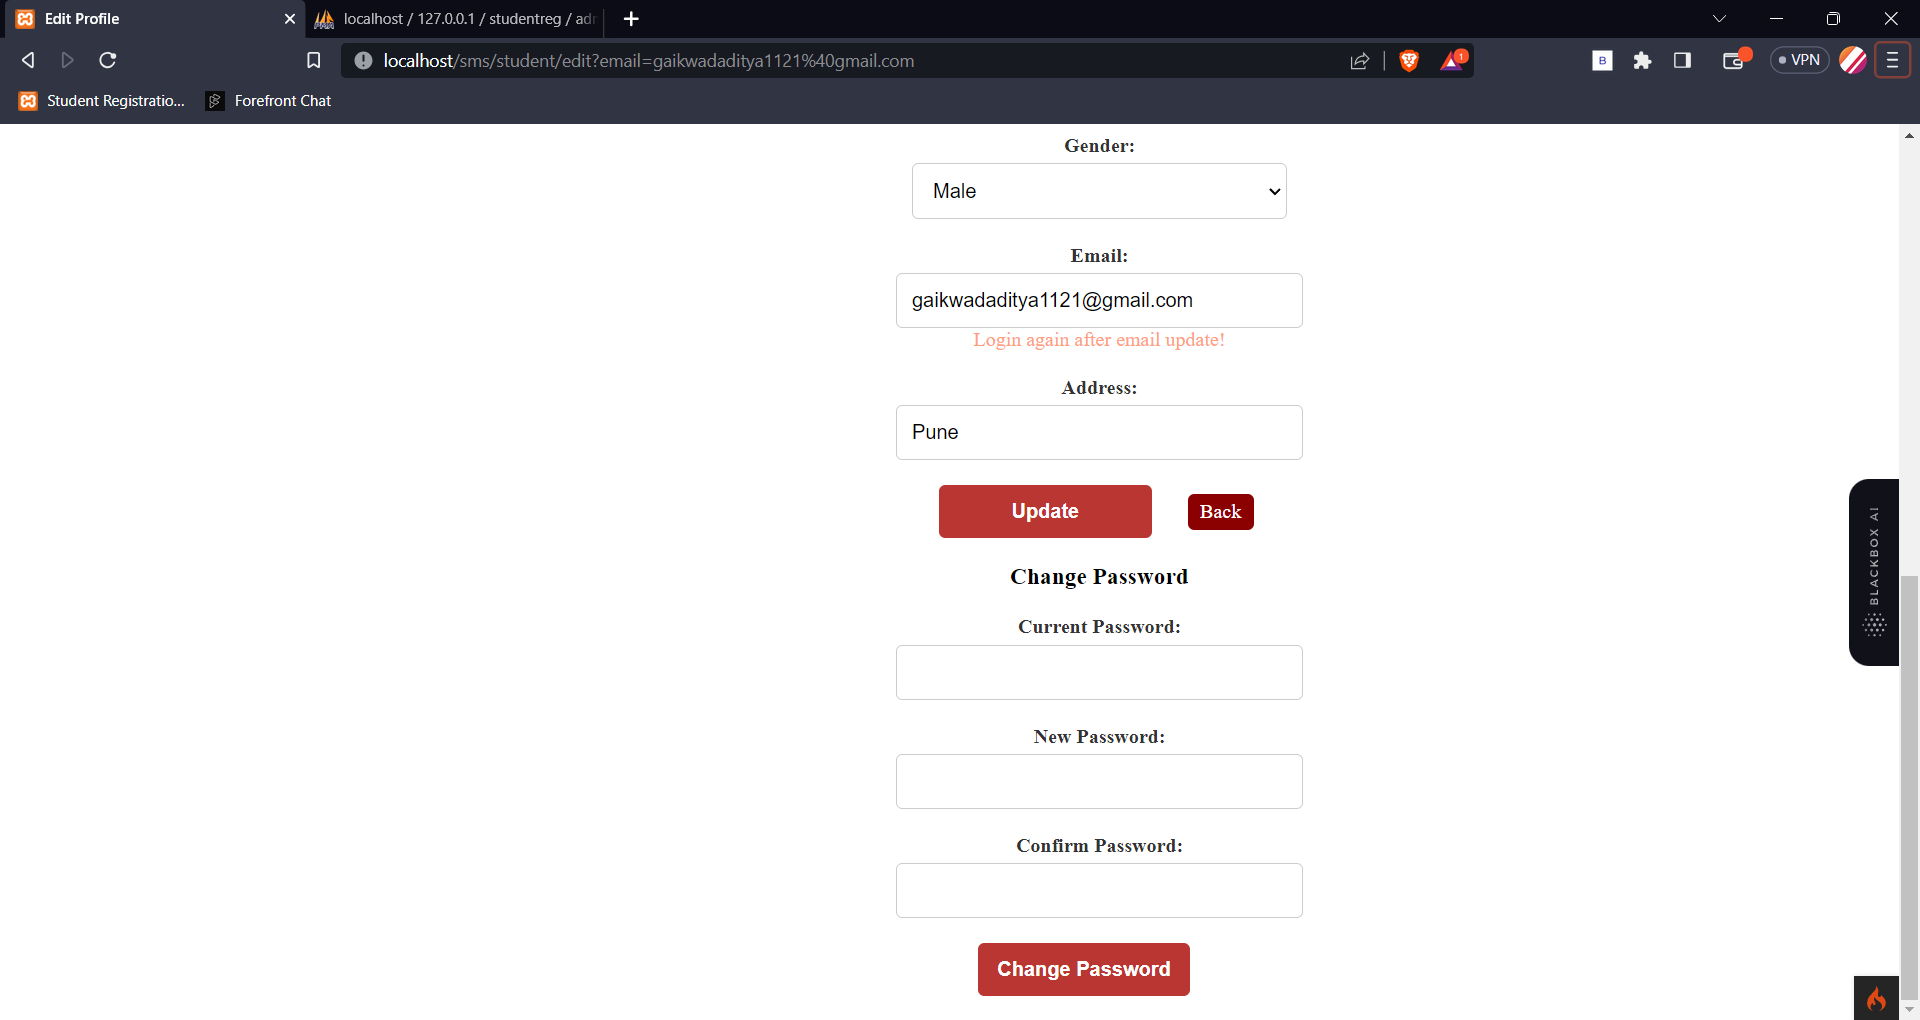 Edit Profile
localhost / 127.0.0.1 / studentreg / adr
localhost/sms/student/edit?email=gaikwadaditya1121%40gmail.com
1
B
VPN
Student Registratio...
Forefront Chat
Gender:
Male
Email:
gaikwadaditya1121@gmail.com
Login again after email update!
Address:
Pune
Update
Back
BLACKBOX AI
Change Password
Current Password:
New Password:
Confirm Password:
Change Password